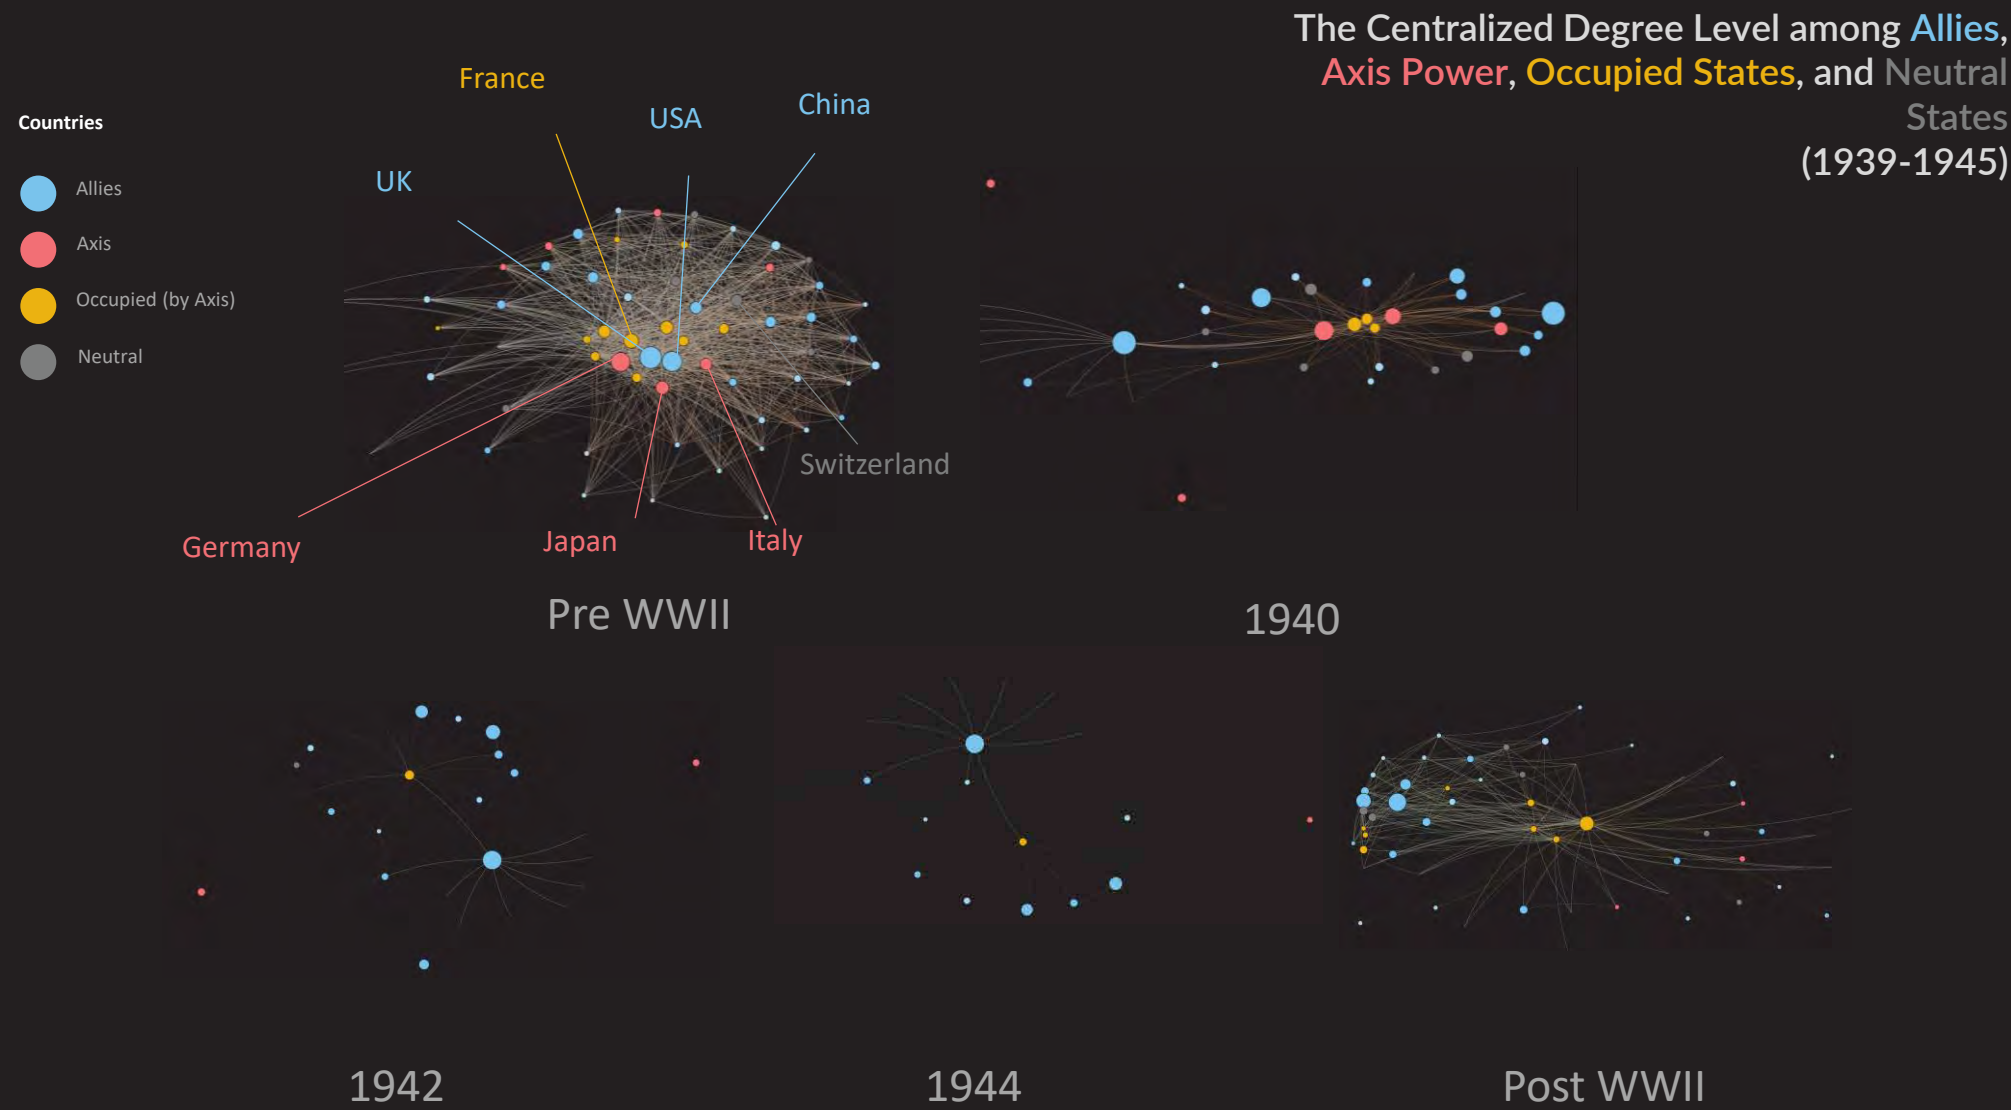 The Centralized Degree Level among Allies,
Axis Power, Occupied States, and Neutral
States
(1939-1945)
Countries
Allies
Axis
Occupied (by Axis)
Neutral
France
USA
China
UK
Switzerland
Germany
Japan
Italy
Pre WWII
1940
1942
1944
Post WWII